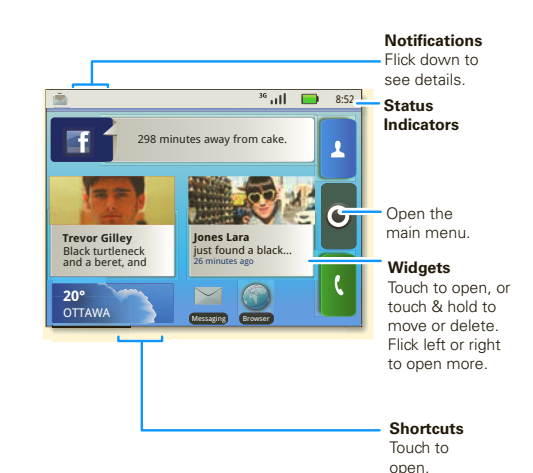 Notifications
Flick down to
see details.
3G
8:52
Status
Indicators
f
298 minutes away from cake.
Trevor Gilley
Black turtleneck
and a beret, and
Jones Lara
just found a black...
26 minutes ago
Open the
main menu.
Widgets
Touch to open, or
touch & hold to
move or delete.
Flick left or right
to open more.
20°
OTTAWA
Messaging
Browser
Shortcuts
Touch to
open.